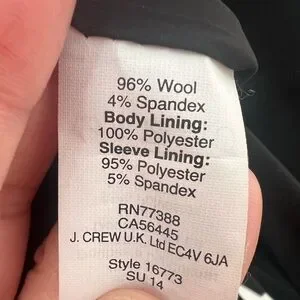 96% Wool
4% Spandex
Body Lining:
100% Polyester
Sleeve Lining:
95% Polyester
5% Spandex
RN77388
CA56445
J. CREW U.K. Ltd EC4V 6JA
Style 16773
SU 14